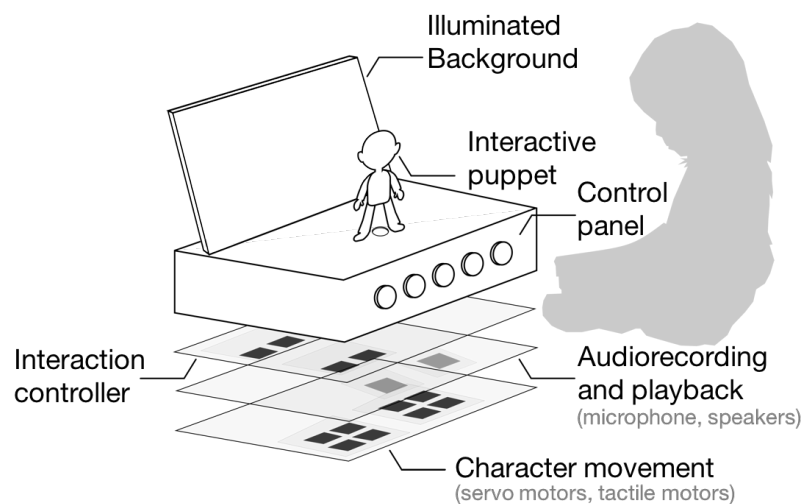 Illuminated
Background
Interactive
puppet
Control
panel
Interaction
controller
Audiorecording
and playback
(microphone, speakers)
Character movement
(servo motors, tactile motors)